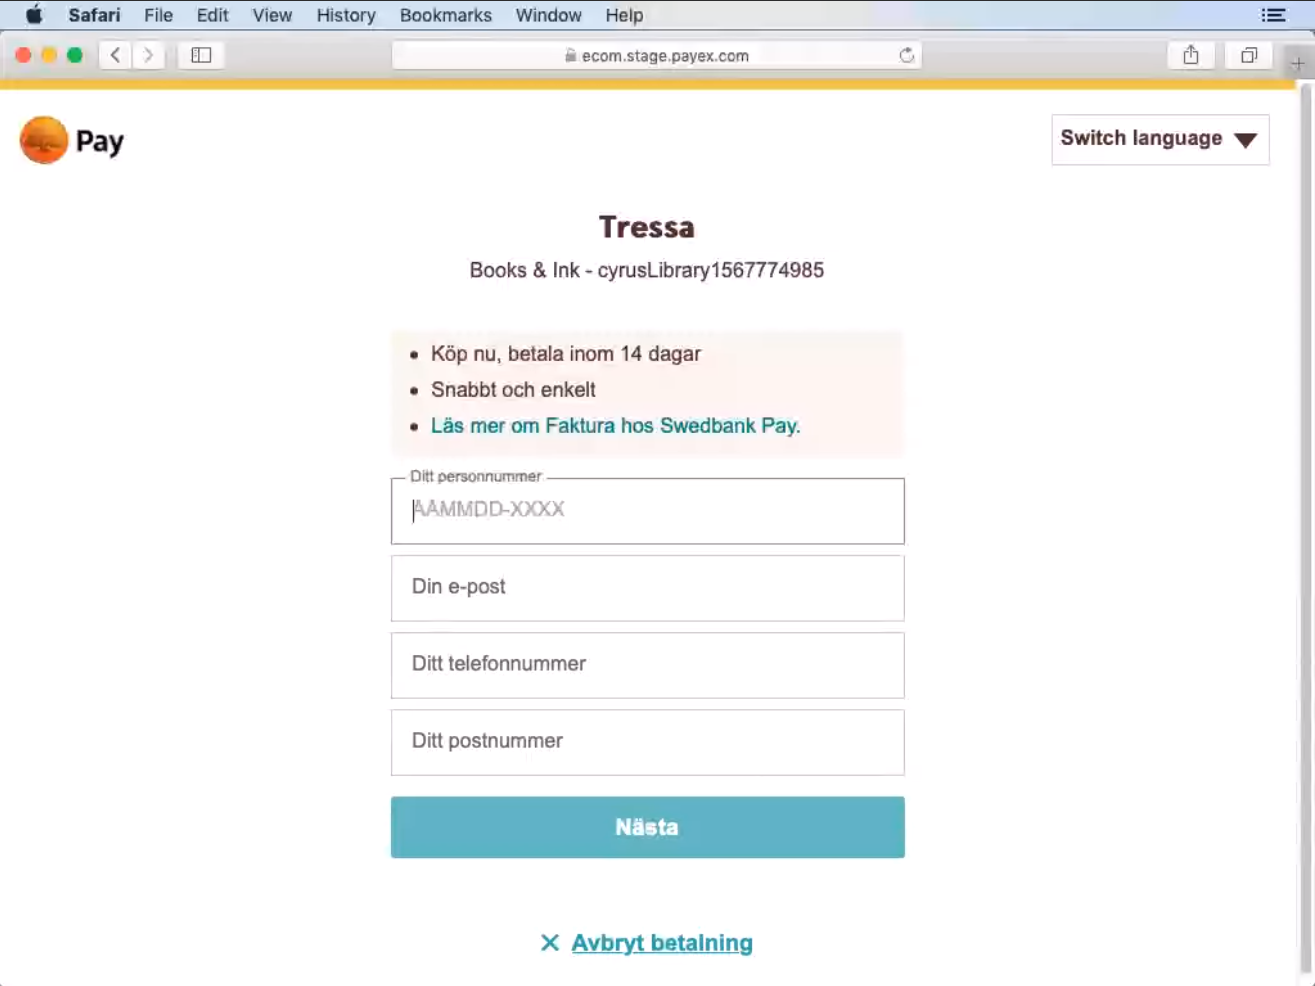 Safari File Edit View History Bookmarks Window Help
ecom.stage.payex.com
Pay
Switch language
Tressa
Books & Ink - cyrusLibrary1567774985
Köp nu, betala inom 14 dagar
Snabbt och enkelt
Läs mer om Faktura hos Swedbank Pay.
Ditt personnummer
ÅÅMMDD-XXXX
Din e-post
Ditt telefonnummer
Ditt postnummer
Nästa
Avbryt betalning